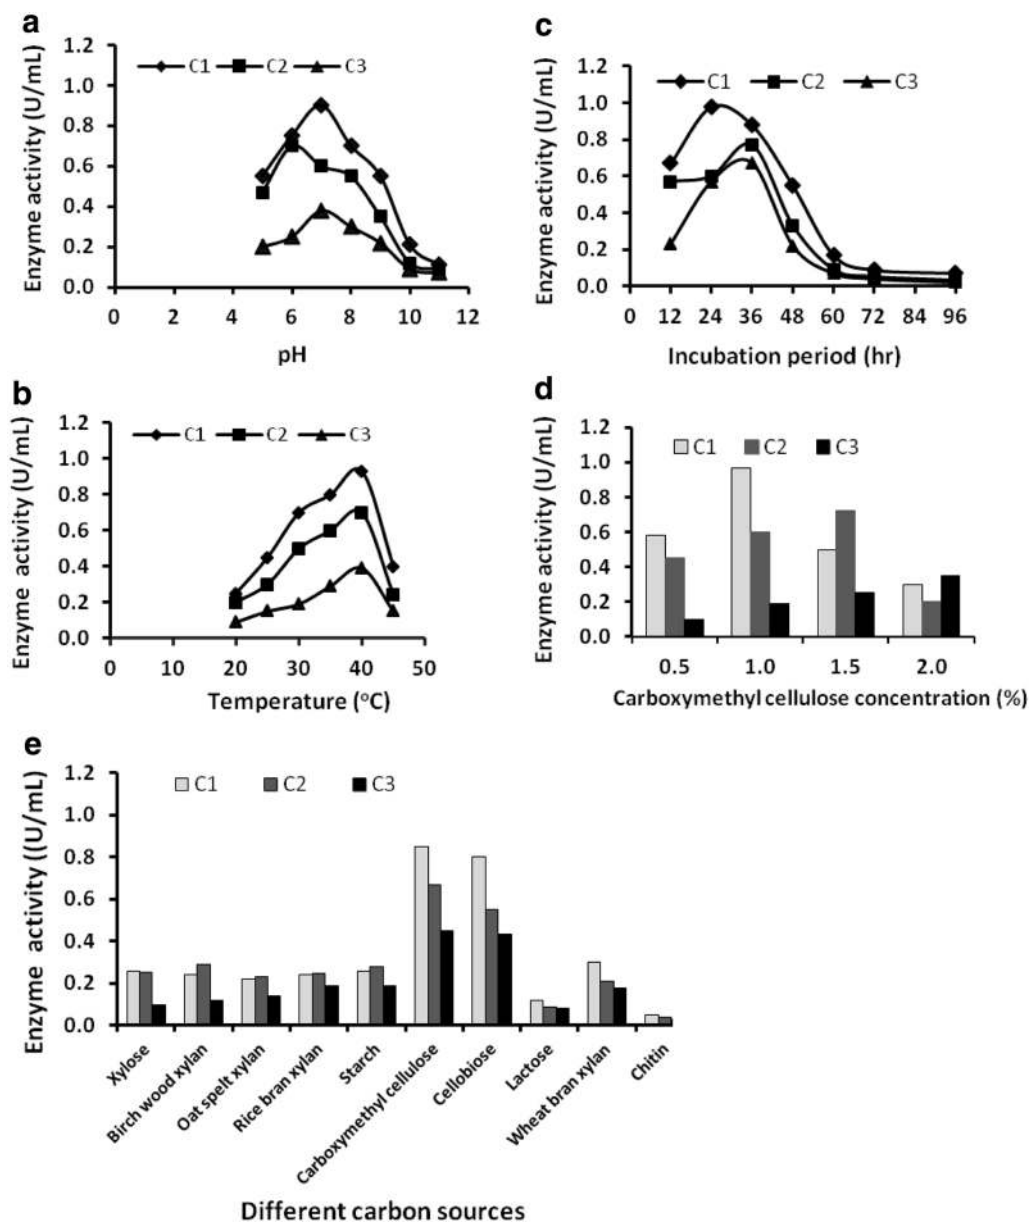 a
Enzyme activity (U/mL)
1.2
1.0
0.8
0.6
0.4
0.2
0.0
C1 C2 C3
0 2 4 6 8 10 12
pH
c
Enzyme activity (U/mL)
1.2
1.0
0.8
0.6
0.4
0.2
0.0
C1 C2 C3
0 12 24 36 48 60 72 84 96
Incubation period (hr)
b
Enzyme activity (U/mL)
1.2
1.0
0.8
0.6
0.4
0.2
0.0
C1 C2 C3
0 10 20 30 40 50
Temperature (°C)
d
Enzyme activity (U/mL)
1.2
1.0
0.8
0.6
0.4
0.2
0.0
C1 C2 C3
0.5 1.0 1.5 2.0
Carboxymethyl cellulose concentration (%)
e
Enzyme activity ((U/mL)
1.2
1.0
0.8
0.6
0.4
0.2
0.0
C1 C2 C3
Xylose
Birch wood xylan
Oat spelt xylan
Rice bran xylan
Starch
Carboxymethyl cellulose
Cellobiose
Lactose
Wheat bran xylan
Chitin
Different carbon sources